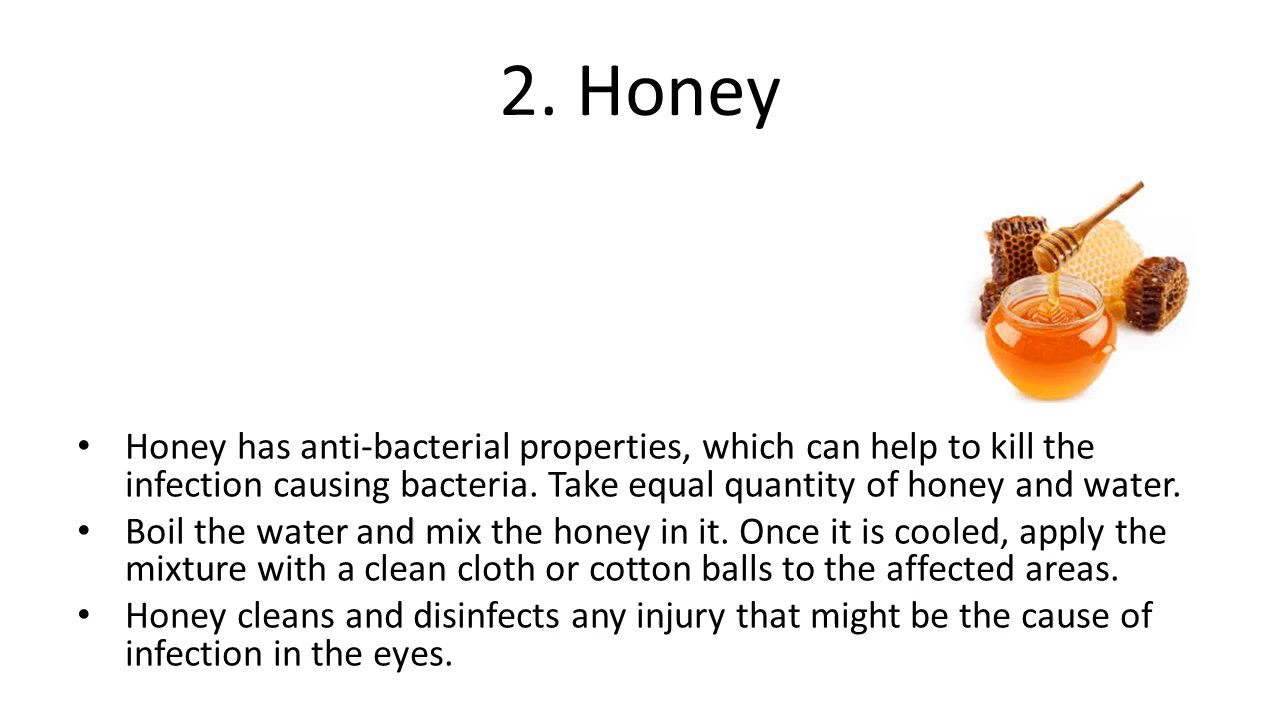 2. Honey
• Honey has anti-bacterial properties, which can help to kill the
infection causing bacteria. Take equal quantity of honey and water.
• Boil the water and mix the honey in it. Once it is cooled, apply the
mixture with a clean cloth or cotton balls to the affected areas.
• Honey cleans and disinfects any injury that might be the cause of
infection in the eyes.